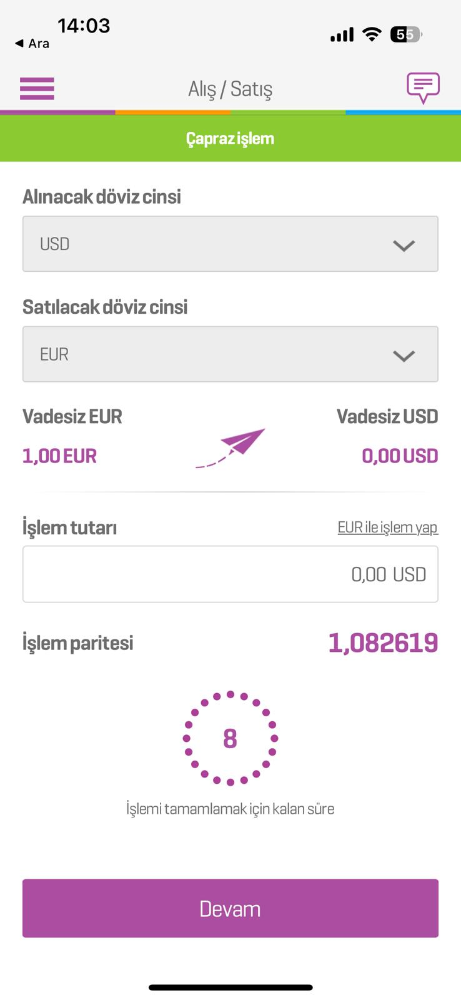 14:03
Ara
55
Alış / Satış
Çapraz işlem
Alınacak döviz cinsi
USD
Satılacak döviz cinsi
EUR
Vadesiz EUR
Vadesiz USD
1,00 EUR
0,00 USD
İşlem tutarı
EUR ile işlem yap
0,00 USD
İşlem paritesi
1,082619
8
İşlemi tamamlamak için kalan süre
Devam